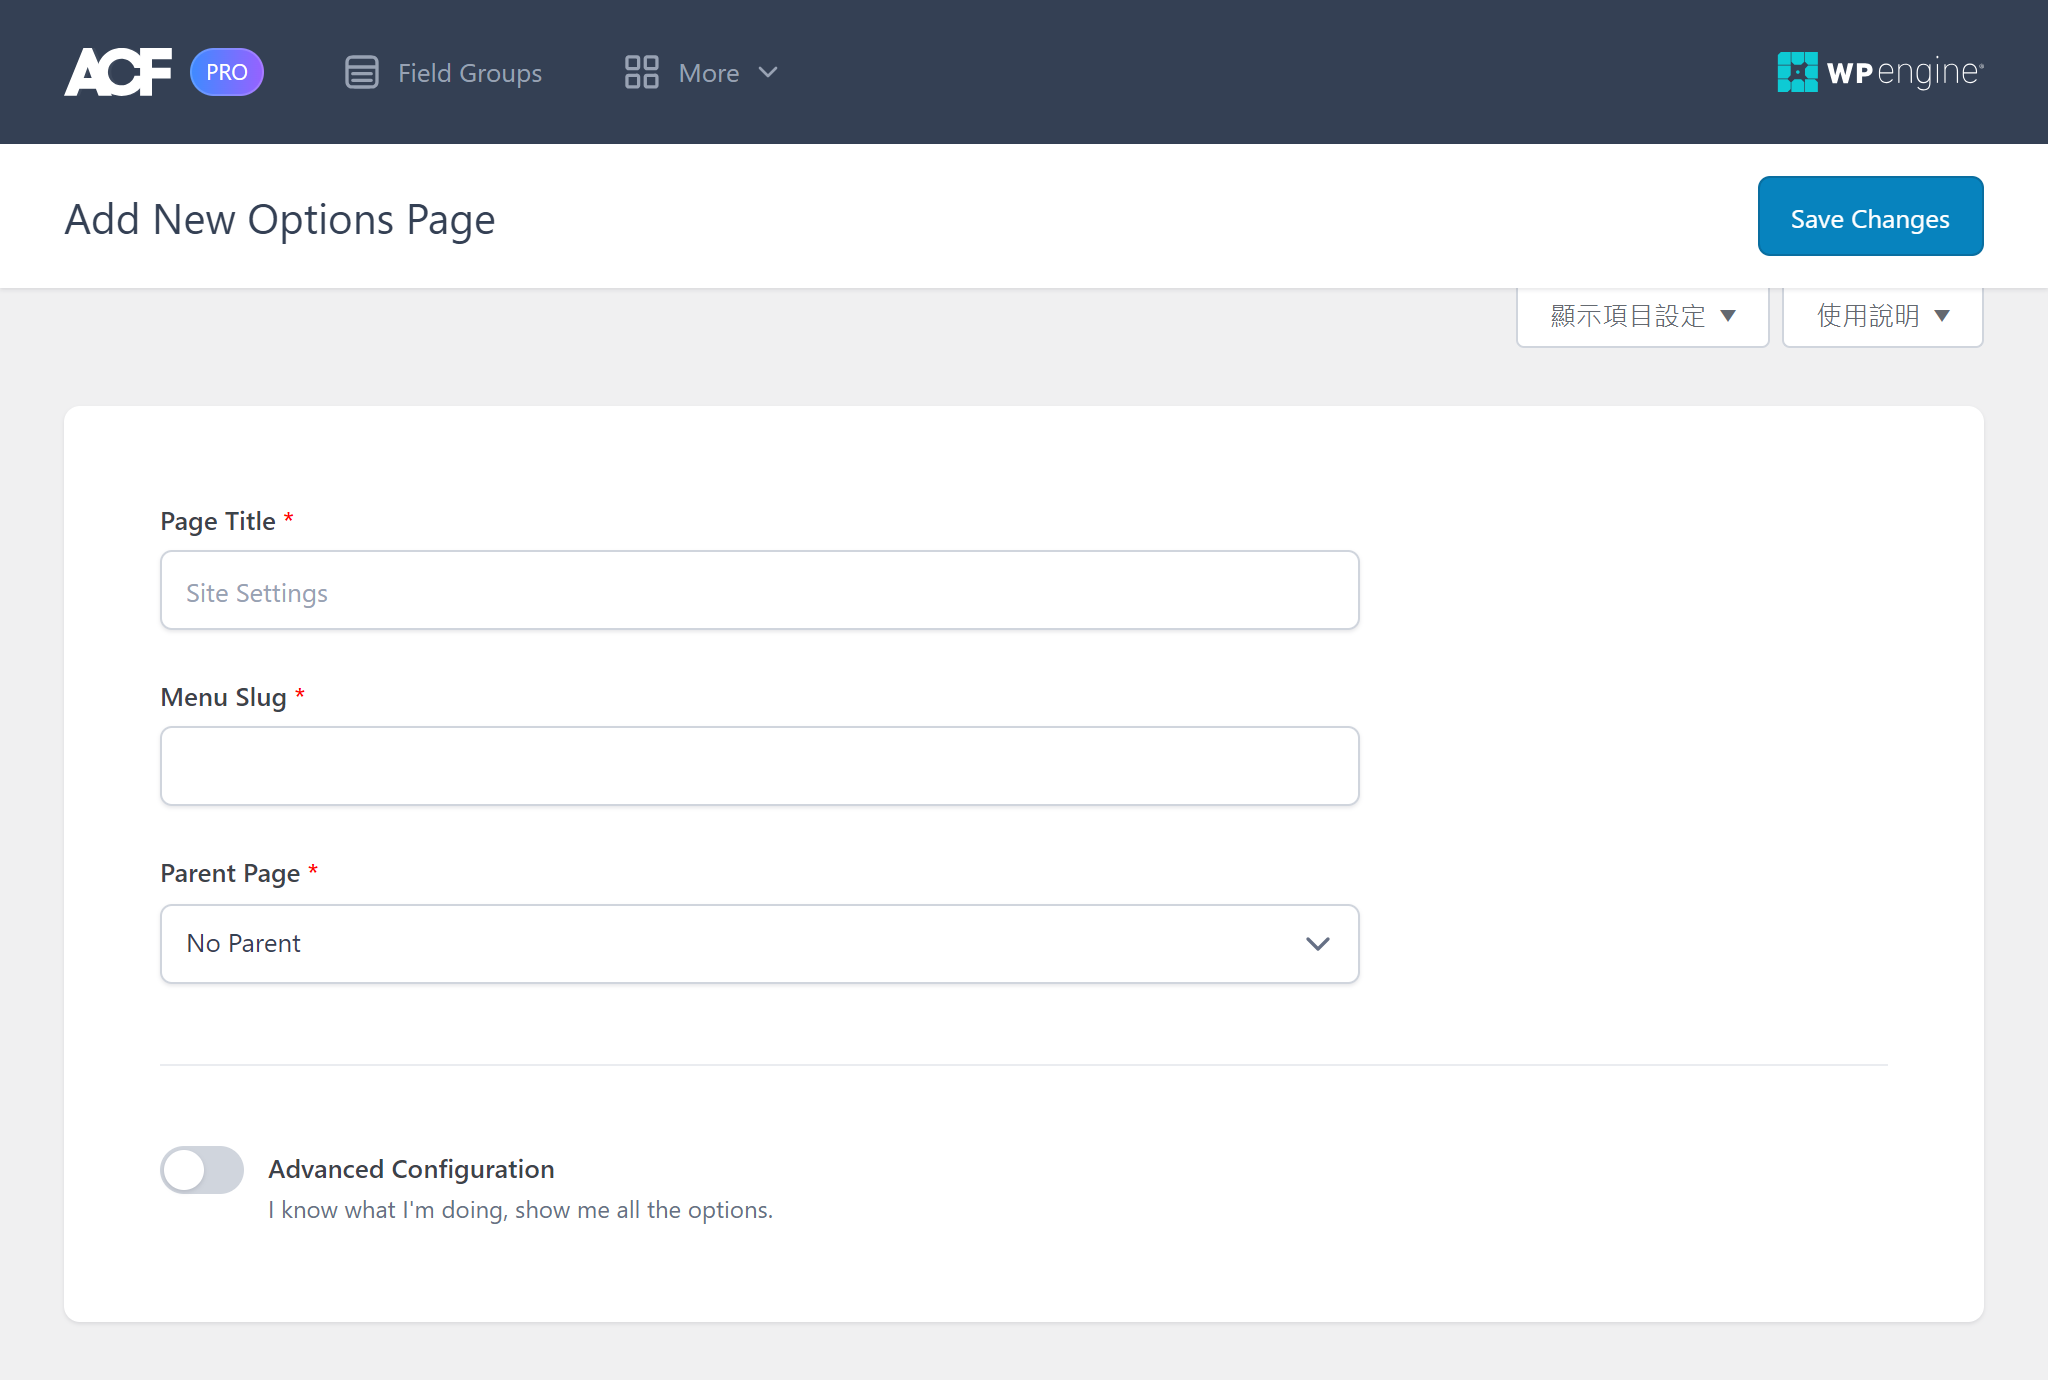 ACF PRO Field Groups More WP engine
Add New Options Page Save Changes
顯示項目設定 ▼ 使用說明 ▼
Page Title *
Site Settings
Menu Slug *
Parent Page *
No Parent
Advanced Configuration
I know what I'm doing, show me all the options.